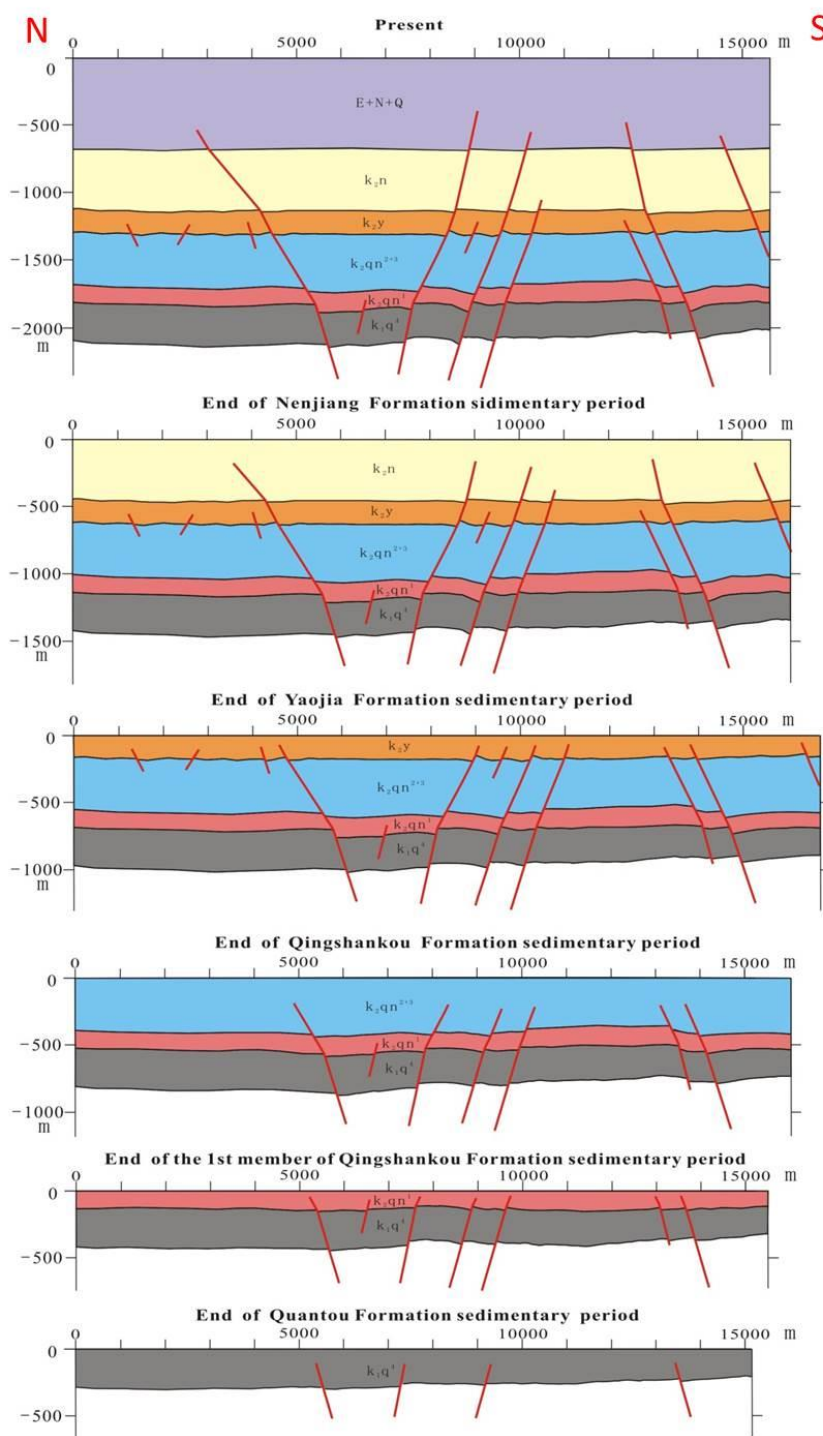 N
S
Present
0 5000 10000 15000 m
0
−500
−1000
−1500
−2000
m
E+N+Q
k₂n
k₂y
k₂qn²⁺³
k₂qn¹
k₁q⁴
End of Nenjiang Formation sidimentary period
0 5000 10000 15000 m
0
−500
−1000
−1500
m
k₂n
k₂y
k₂qn²⁺³
k₂qn¹
k₁q⁴
End of Yaojia Formation sedimentary period
0 5000 10000 15000 m
0
−500
−1000
m
k₂y
k₂qn²⁺³
k₂qn¹
k₁q⁴
End of Qingshankou Formation sedimentary period
0 5000 10000 15000 m
0
−500
−1000
m
k₂qn²⁺³
k₂qn¹
k₁q⁴
End of the 1st member of Qingshankou Formation sedimentary period
0 5000 10000 15000 m
0
−500
m
k₂qn¹
k₁q⁴
End of Quantou Formation sedimentary period
0 5000 10000 15000 m
0
−500
m
k₁q⁴